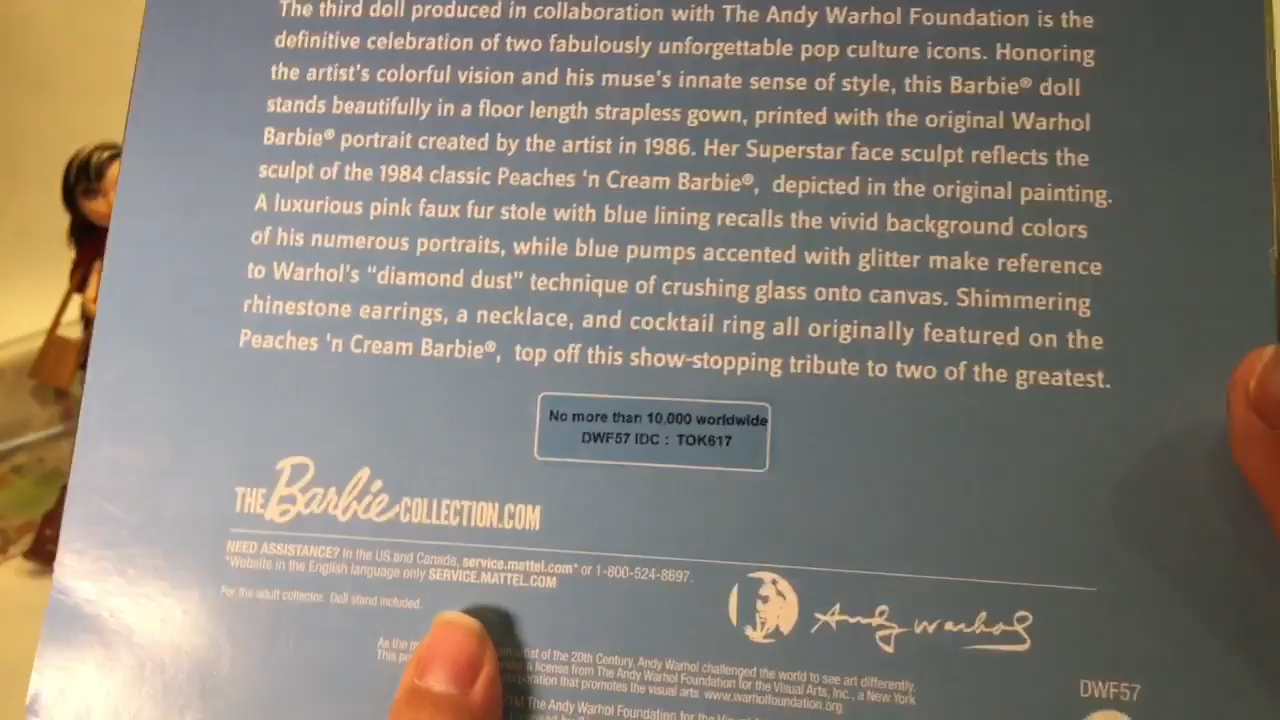 The third doll produced in collaboration with The Andy Warhol Foundation is the
definitive celebration of two fabulously unforgettable pop culture icons. Honoring
the artist's colorful vision and his muse's innate sense of style, this Barbie® doll
stands beautifully in a floor length strapless gown, printed with the original Warhol
Barbie® portrait created by the artist in 1986. Her Superstar face sculpt reflects the
sculpt of the 1984 classic Peaches 'n Cream Barbie®, depicted in the original painting.
A luxurious pink faux fur stole with blue lining recalls the vivid background colors
of his numerous portraits, while blue pumps accented with glitter make reference
to Warhol's “diamond dust” technique of crushing glass onto canvas. Shimmering
rhinestone earrings, a necklace, and cocktail ring all originally featured on the
Peaches 'n Cream Barbie®, top off this show-stopping tribute to two of the greatest.
No more than 10,000 worldwide
DWF57 IDC : TOK617
THE Barbie COLLECTION.COM
NEED ASSISTANCE? In the US and Canada, service.mattel.com* or 1-800-524-8697.
*Website in the English language only SERVICE.MATTEL.COM
For the adult collector. Doll stand included.
Andy Warhol
As the of the 20th Century, Andy Warhol challenged the world to see art differently.
This a license from The Andy Warhol Foundation for the Visual Arts, Inc., a New York
that promotes the visual arts. www.warholfoundation.org
The Andy Warhol Foundation for the Visual
DWF57